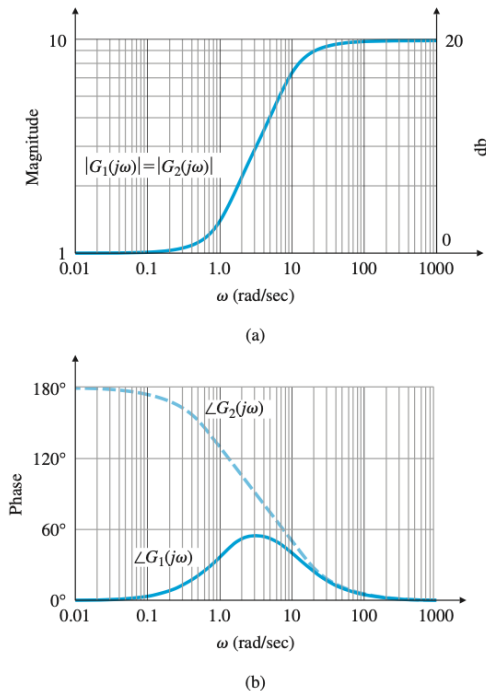 10
20
Magnitude
|G₁(jω)|=|G₂(jω)|
db
1
0
0.01 0.1 1.0 10 100 1000
ω (rad/sec)
(a)
180°
∠G₂(jω)
120°
Phase
60°
∠G₁(jω)
0°
0.01 0.1 1.0 10 100 1000
ω (rad/sec)
(b)